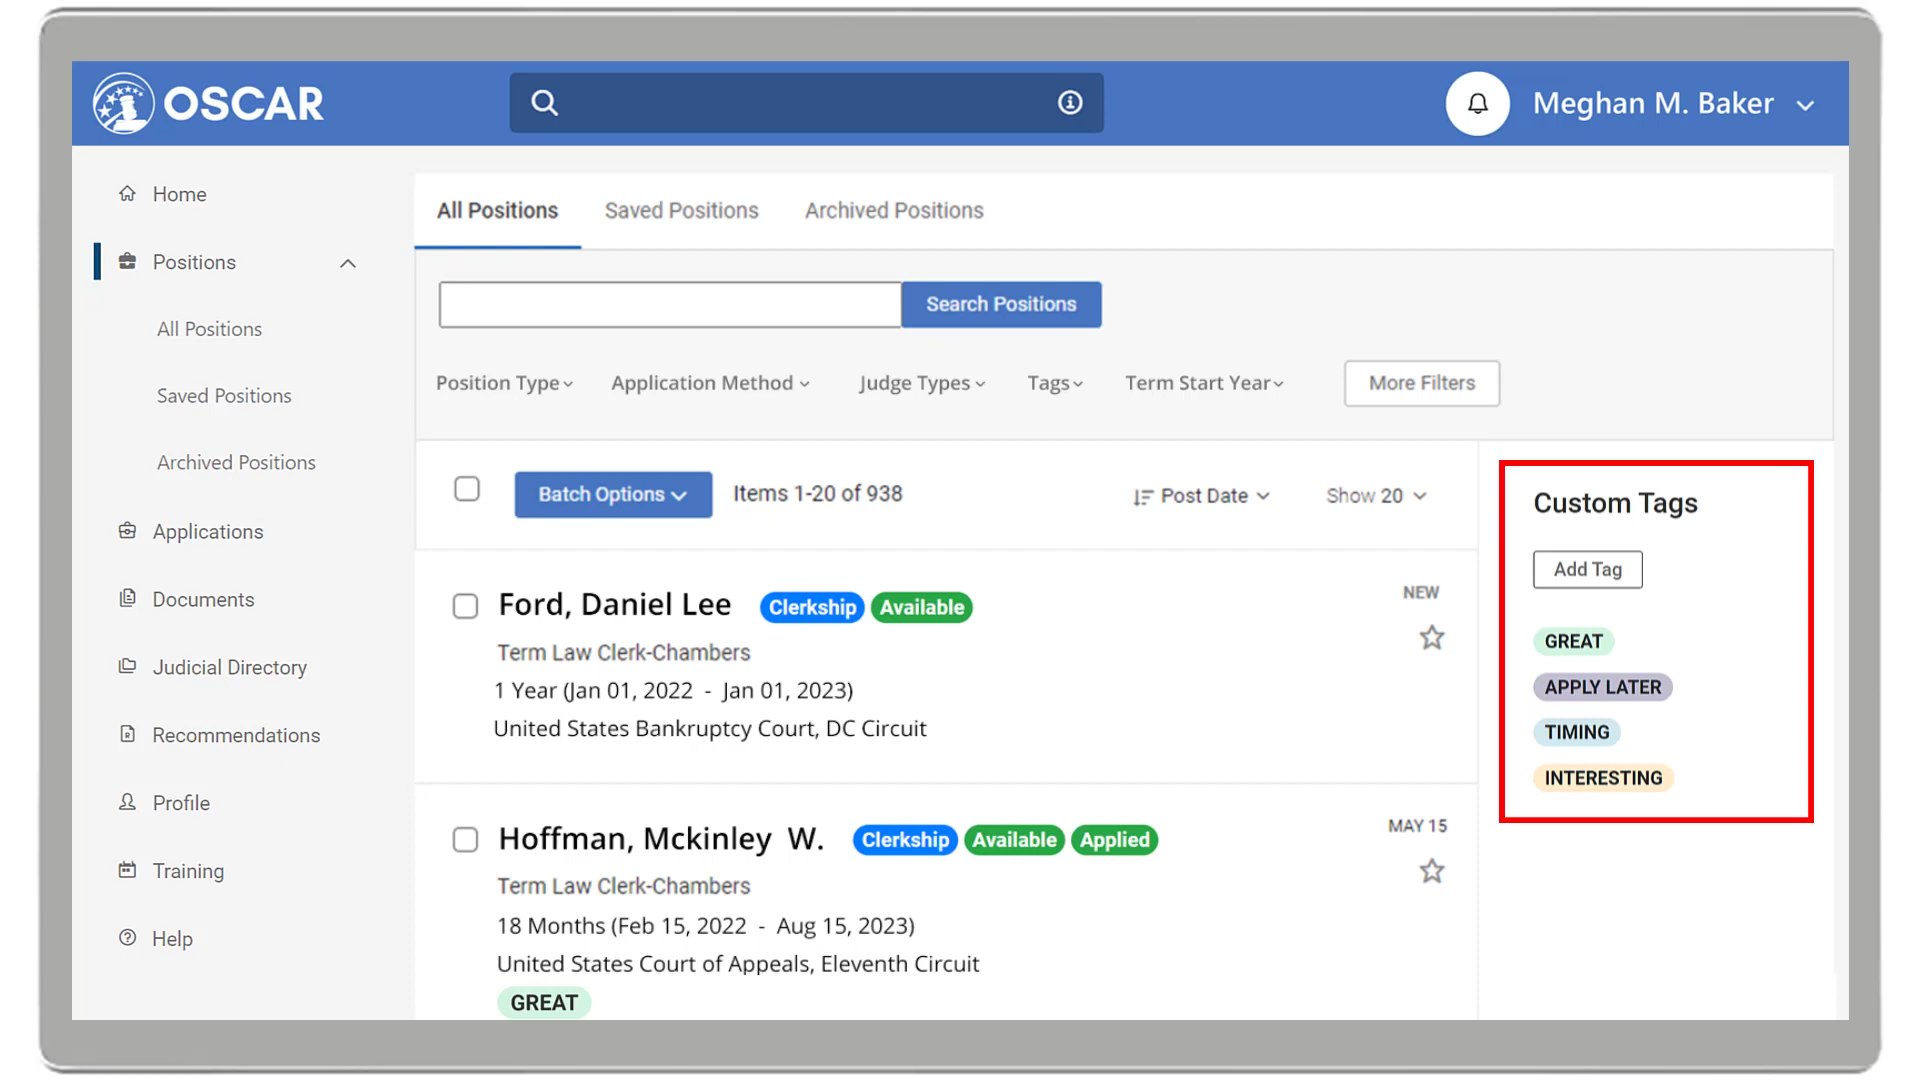 OSCAR
Meghan M. Baker
Home
Positions
All Positions
Saved Positions
Archived Positions
Applications
Documents
Judicial Directory
Recommendations
Profile
Training
Help
All Positions Saved Positions Archived Positions
Search Positions
Position Type Application Method Judge Types Tags Term Start Year More Filters
Batch Options Items 1-20 of 938 Post Date Show 20
Ford, Daniel Lee Clerkship Available NEW
Term Law Clerk-Chambers
1 Year (Jan 01, 2022 - Jan 01, 2023)
United States Bankruptcy Court, DC Circuit
Hoffman, Mckinley W. Clerkship Available Applied MAY 15
Term Law Clerk-Chambers
18 Months (Feb 15, 2022 - Aug 15, 2023)
United States Court of Appeals, Eleventh Circuit
GREAT
Custom Tags
Add Tag
GREAT
APPLY LATER
TIMING
INTERESTING